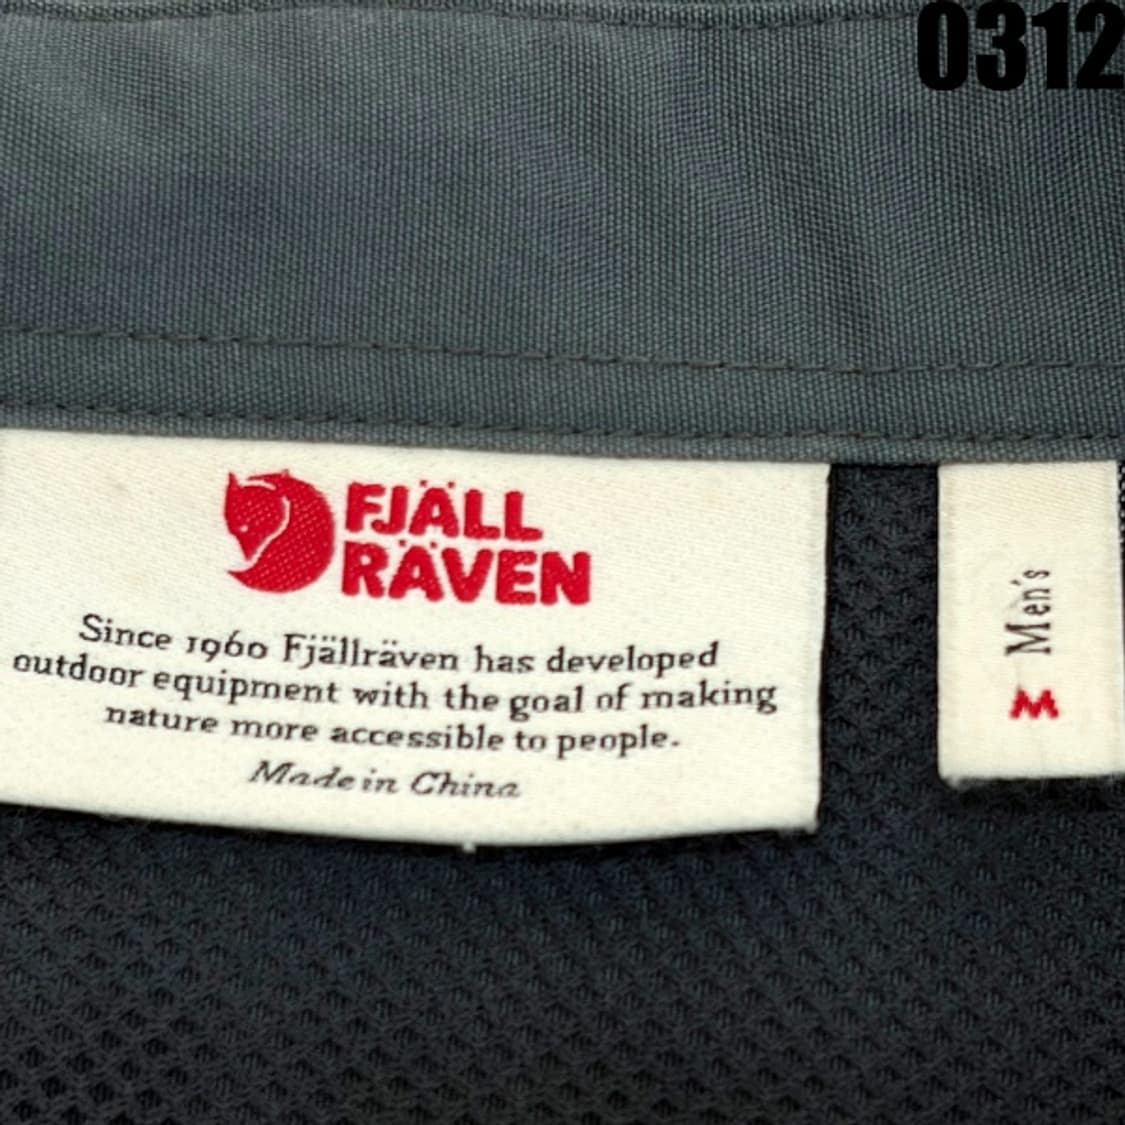 0312
FJÄLL
RÄVEN
Since 1960 Fjällräven has developed
outdoor equipment with the goal of making
nature more accessible to people.
Made in China
Men's
M